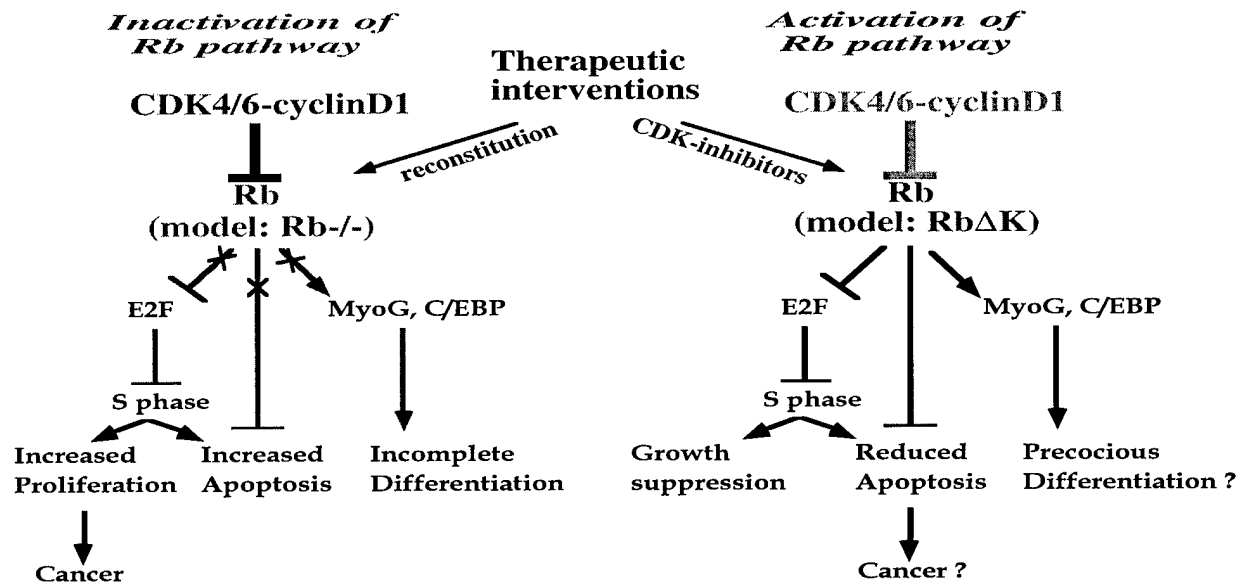 Inactivation of
Rb pathway
CDK4/6-cyclinD1
Rb
(model: Rb-/-)
E2F
MyoG, C/EBP
S phase
Increased
Proliferation
Increased
Apoptosis
Incomplete
Differentiation
Cancer
Therapeutic
interventions
reconstitution
CDK-inhibitors
Activation of
Rb pathway
CDK4/6-cyclinD1
Rb
(model: RbΔK)
E2F
MyoG, C/EBP
S phase
Growth
suppression
Reduced
Apoptosis
Precocious
Differentiation ?
Cancer ?